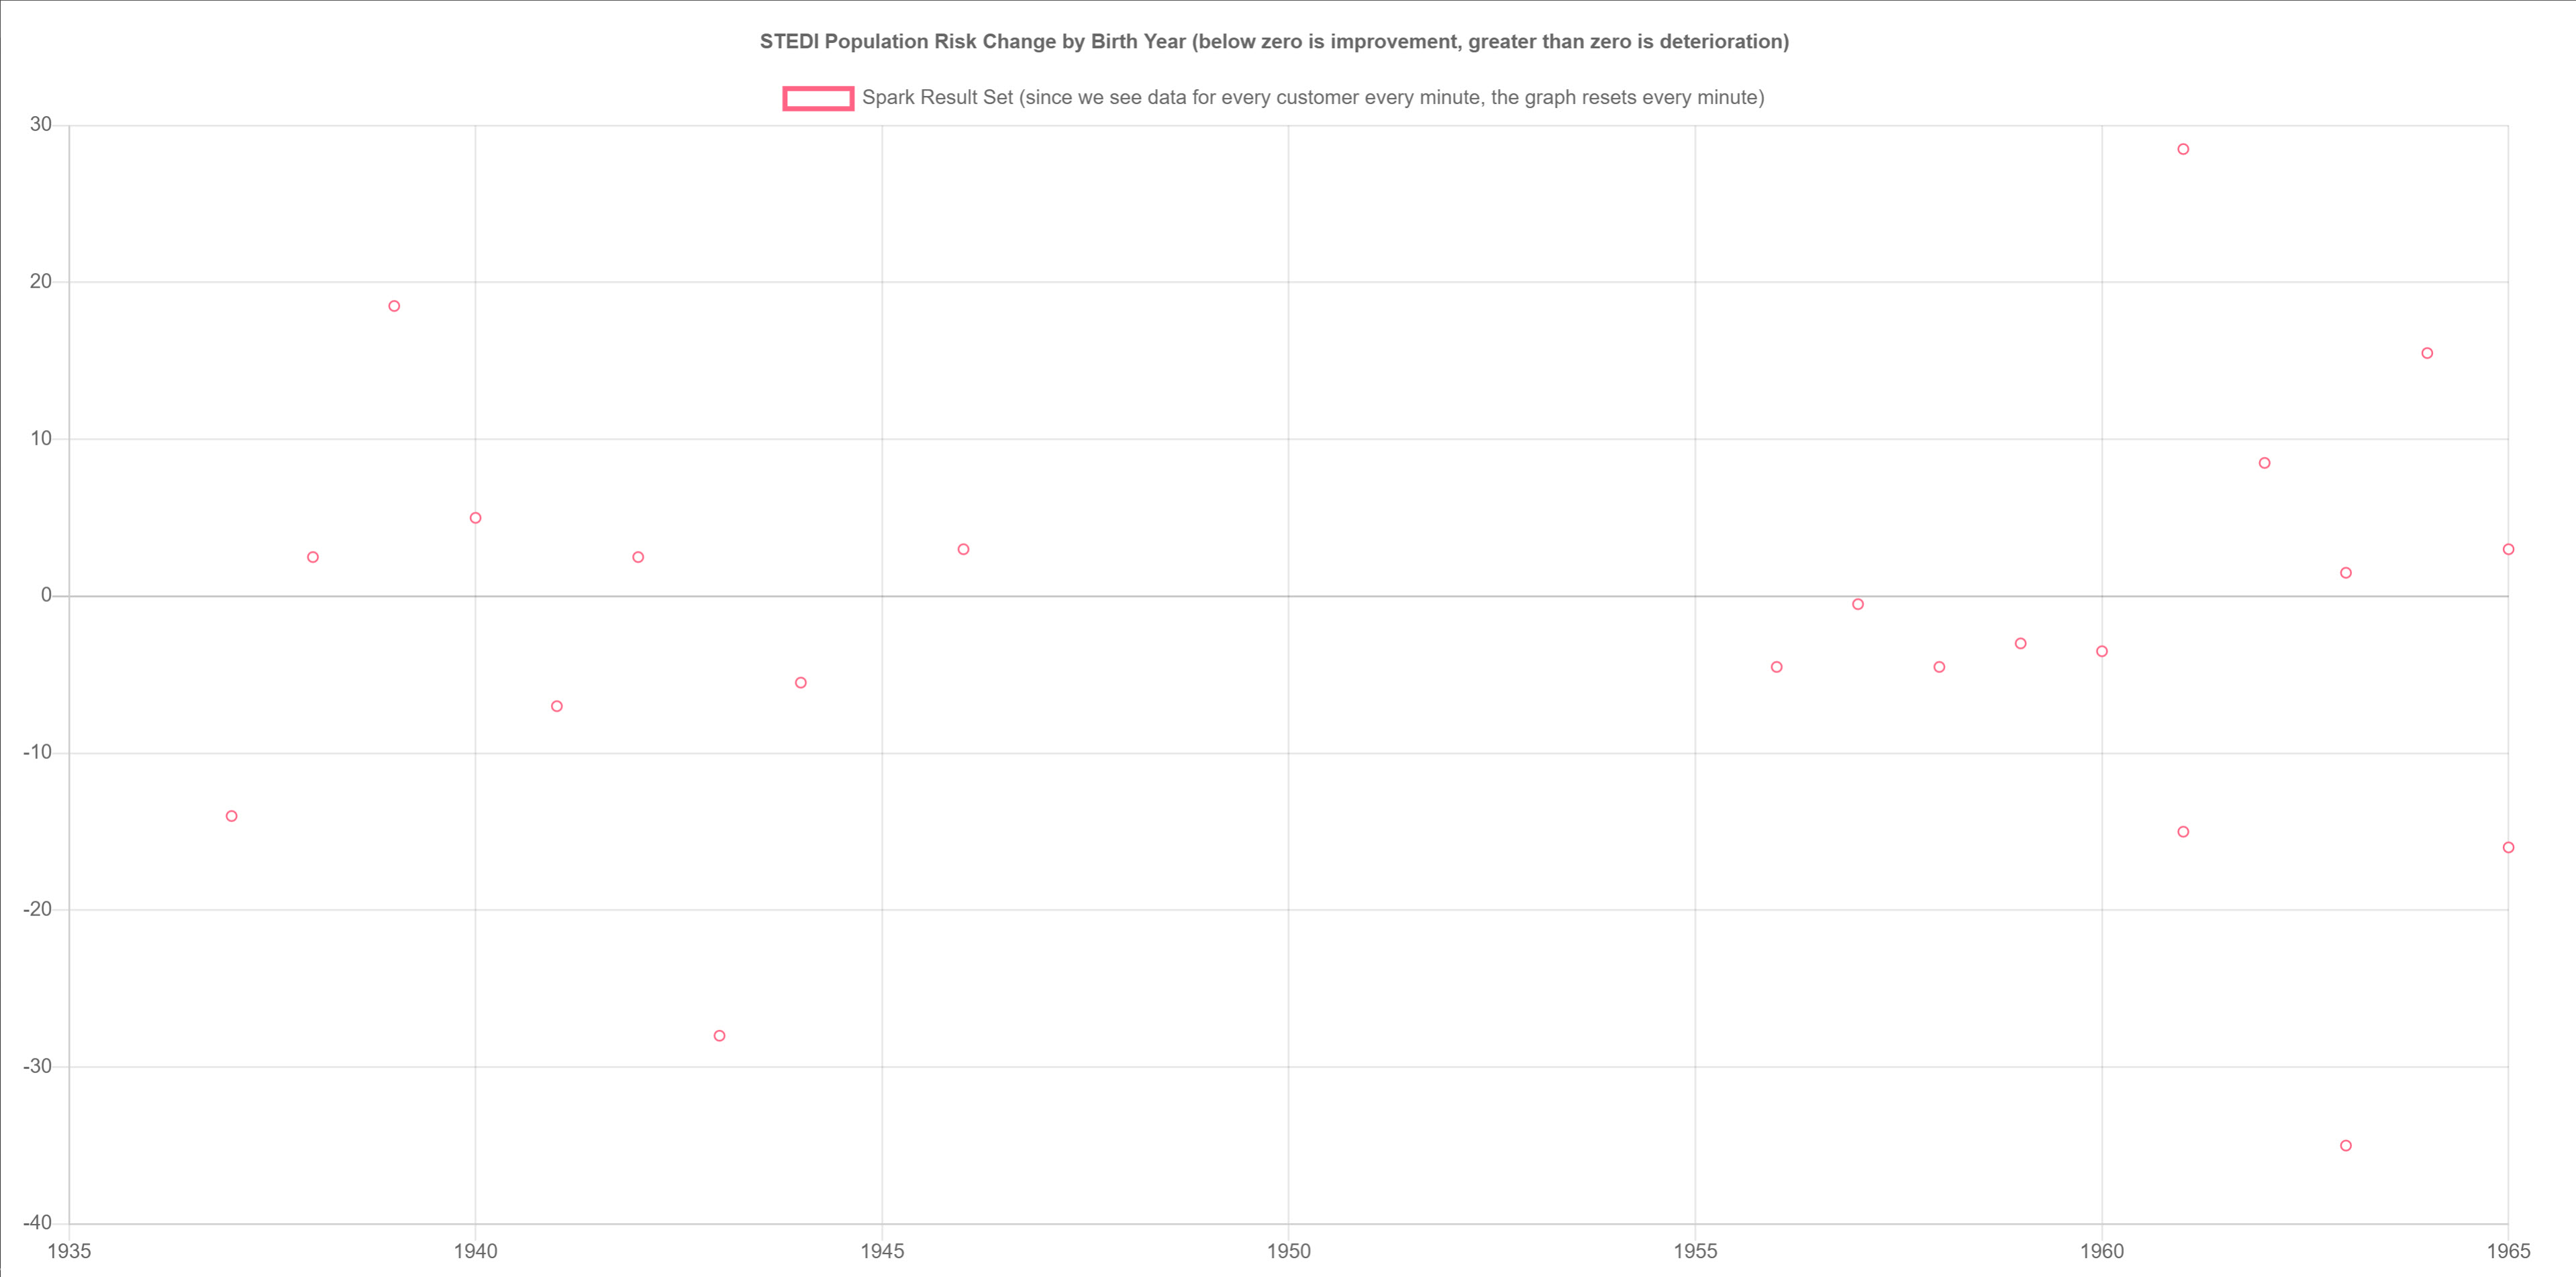 STEDI Population Risk Change by Birth Year (below zero is improvement, greater than zero is deterioration)
Spark Result Set (since we see data for every customer every minute, the graph resets every minute)
30
20
10
0
-10
-20
-30
-40
1935 1940 1945 1950 1955 1960 1965